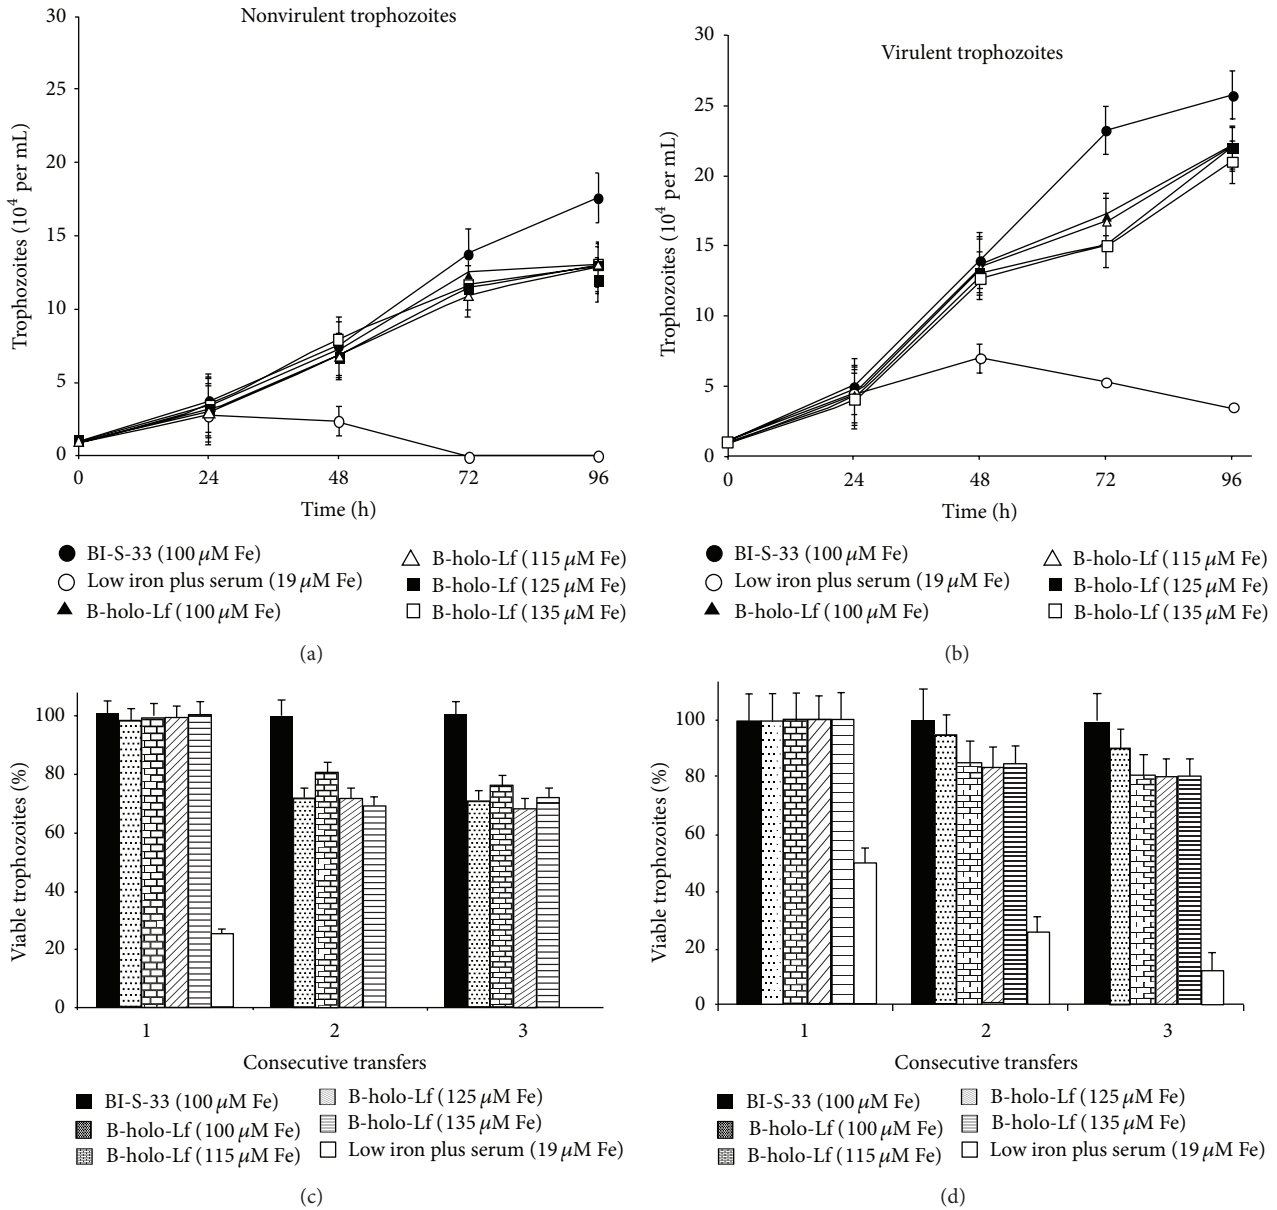 Nonvirulent trophozoites
Trophozoites (10⁴ per mL)
30
25
20
15
10
5
0
0 24 48 72 96
Time (h)
BI-S-33 (100 μM Fe)
Low iron plus serum (19 μM Fe)
B-holo-Lf (100 μM Fe)
B-holo-Lf (115 μM Fe)
B-holo-Lf (125 μM Fe)
B-holo-Lf (135 μM Fe)
(a)
Virulent trophozoites
Trophozoites (10⁴ per mL)
30
25
20
15
10
5
0
0 24 48 72 96
Time (h)
BI-S-33 (100 μM Fe)
Low iron plus serum (19 μM Fe)
B-holo-Lf (100 μM Fe)
B-holo-Lf (115 μM Fe)
B-holo-Lf (125 μM Fe)
B-holo-Lf (135 μM Fe)
(b)
Viable trophozoites (%)
100
80
60
40
20
0
1 2 3
Consecutive transfers
BI-S-33 (100 μM Fe)
B-holo-Lf (100 μM Fe)
B-holo-Lf (115 μM Fe)
B-holo-Lf (125 μM Fe)
B-holo-Lf (135 μM Fe)
Low iron plus serum (19 μM Fe)
(c)
Viable trophozoites (%)
100
80
60
40
20
0
1 2 3
Consecutive transfers
BI-S-33 (100 μM Fe)
B-holo-Lf (100 μM Fe)
B-holo-Lf (115 μM Fe)
B-holo-Lf (125 μM Fe)
B-holo-Lf (135 μM Fe)
Low iron plus serum (19 μM Fe)
(d)